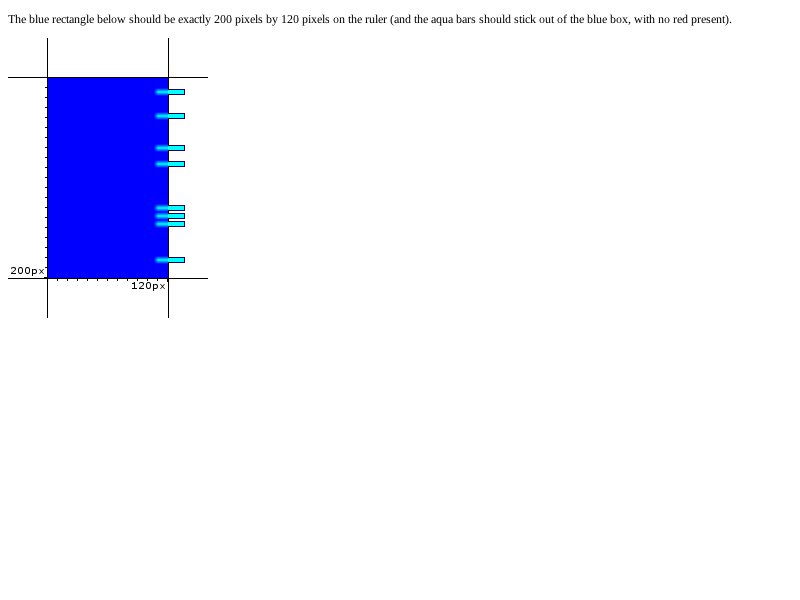 The blue rectangle below should be exactly 200 pixels by 120 pixels on the ruler (and the aqua bars should stick out of the blue box, with no red present).
200px
120px